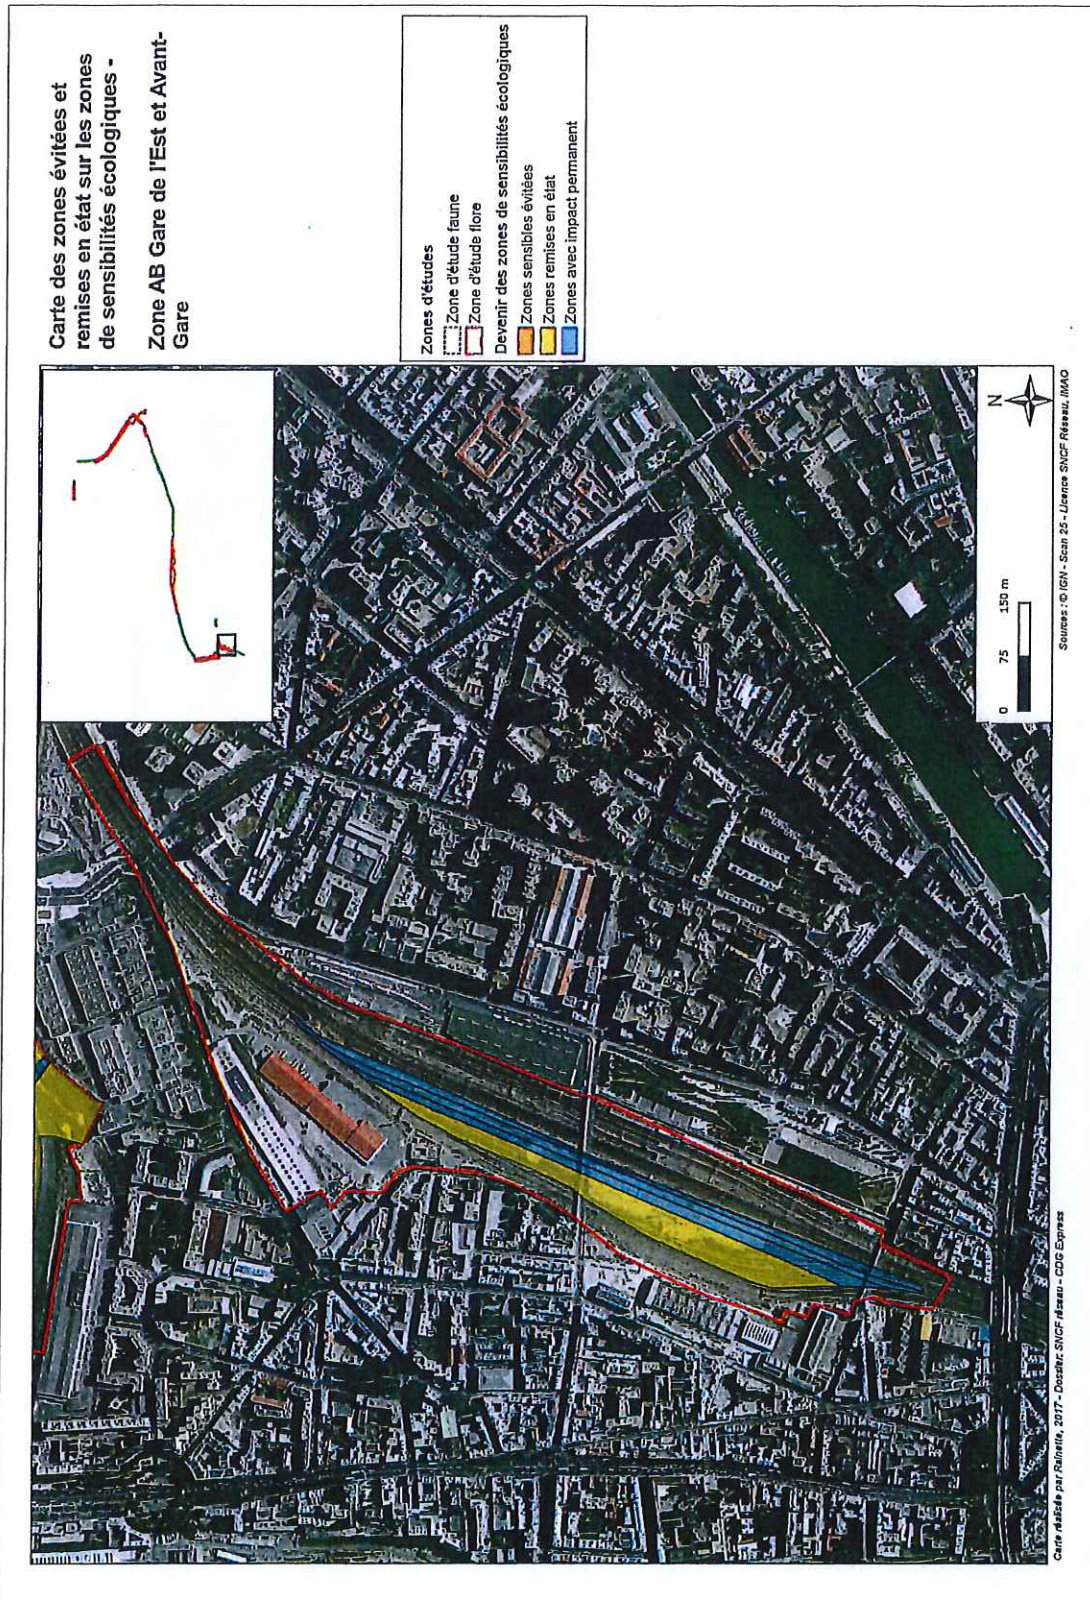 Carte des zones évitées et
remises en état sur les zones
de sensibilités écologiques -
Zone AB Gare de l'Est et Avant-
Gare
Zones d'études
Zone d'étude faune
Zone d'étude flore
Devenir des zones de sensibilités écologiques
Zones sensibles évitées
Zones remises en état
Zones avec impact permanent
N
0 75 150 m
Carte réalisée par Rainette, 2017 - Dossier: SNCF réseau - CDG Express
Sources : © IGN - Scan 25 - Licence SNCF Réseau, IMAO